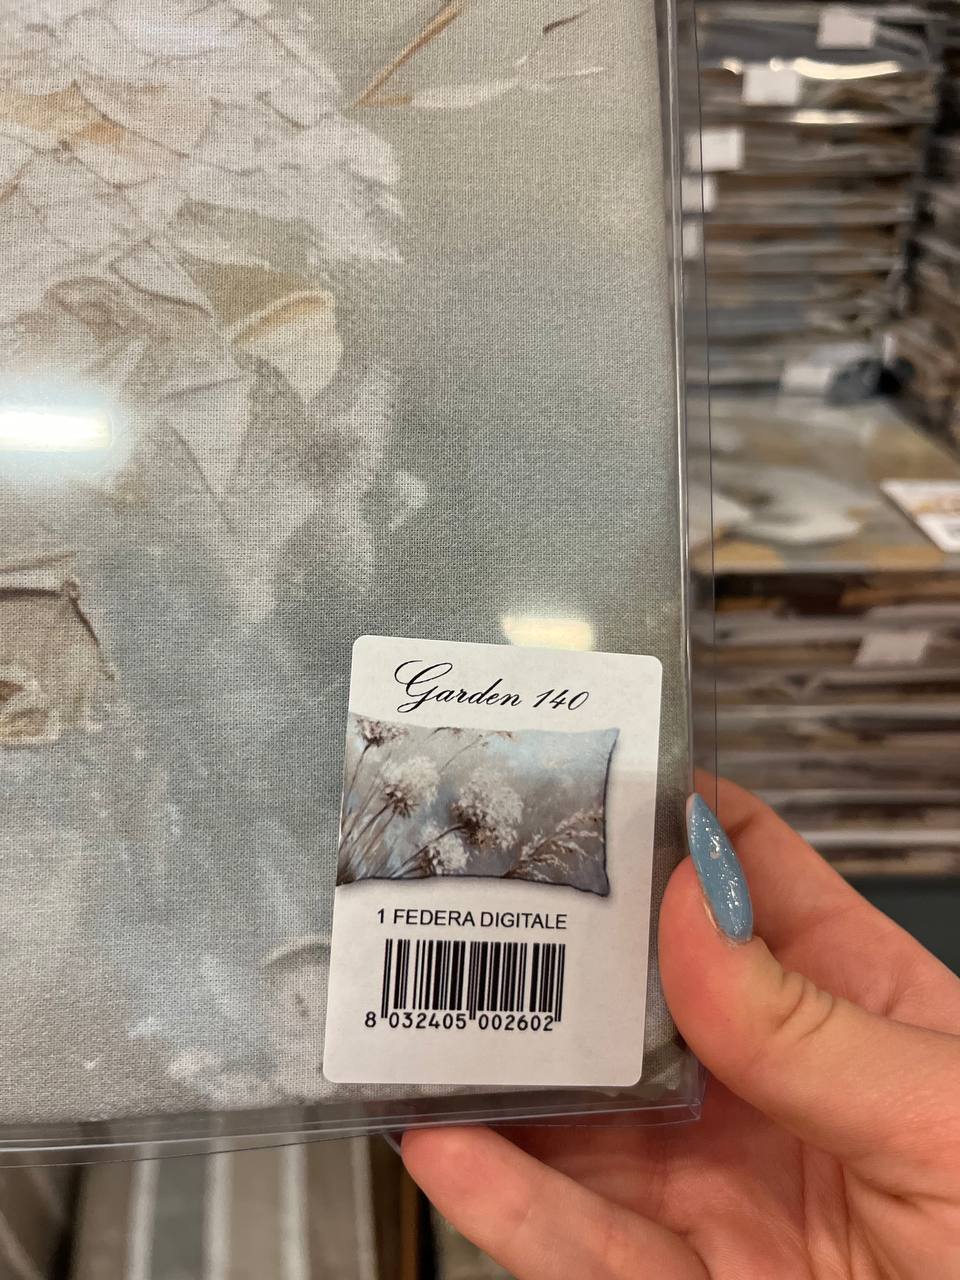 Garden 140
1 FEDERA DIGITALE
8 032405 002602